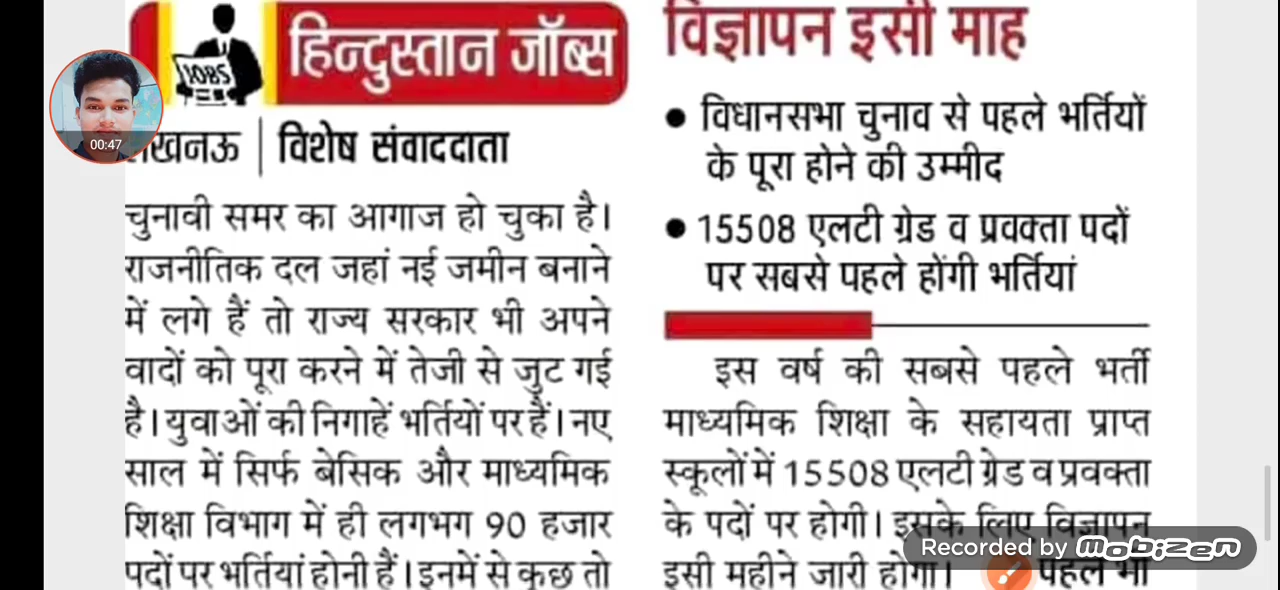 JOBS
हिन्दुस्तान जॉब्स
00:47
लखनऊ | विशेष संवाददाता
चुनावी समर का आगाज हो चुका है।
राजनीतिक दल जहां नई जमीन बनाने
में लगे हैं तो राज्य सरकार भी अपने
वादों को पूरा करने में तेजी से जुट गई
है। युवाओं की निगाहें भर्तियों पर हैं। नए
साल में सिर्फ बेसिक और माध्यमिक
शिक्षा विभाग में ही लगभग 90 हजार
पदों पर भर्तियां होनी हैं। इनमें से कुछ तो
विज्ञापन इसी माह
● विधानसभा चुनाव से पहले भर्तियों
के पूरा होने की उम्मीद
● 15508 एलटी ग्रेड व प्रवक्ता पदों
पर सबसे पहले होंगी भर्तियां
इस वर्ष की सबसे पहले भर्ती
माध्यमिक शिक्षा के सहायता प्राप्त
स्कूलों में 15508 एलटी ग्रेड व प्रवक्ता
के पदों पर होगी। इसके लिए विज्ञापन
इसी महीने जारी होगा। पहले भी
Recorded by mobizen